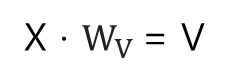 X · W_V = V